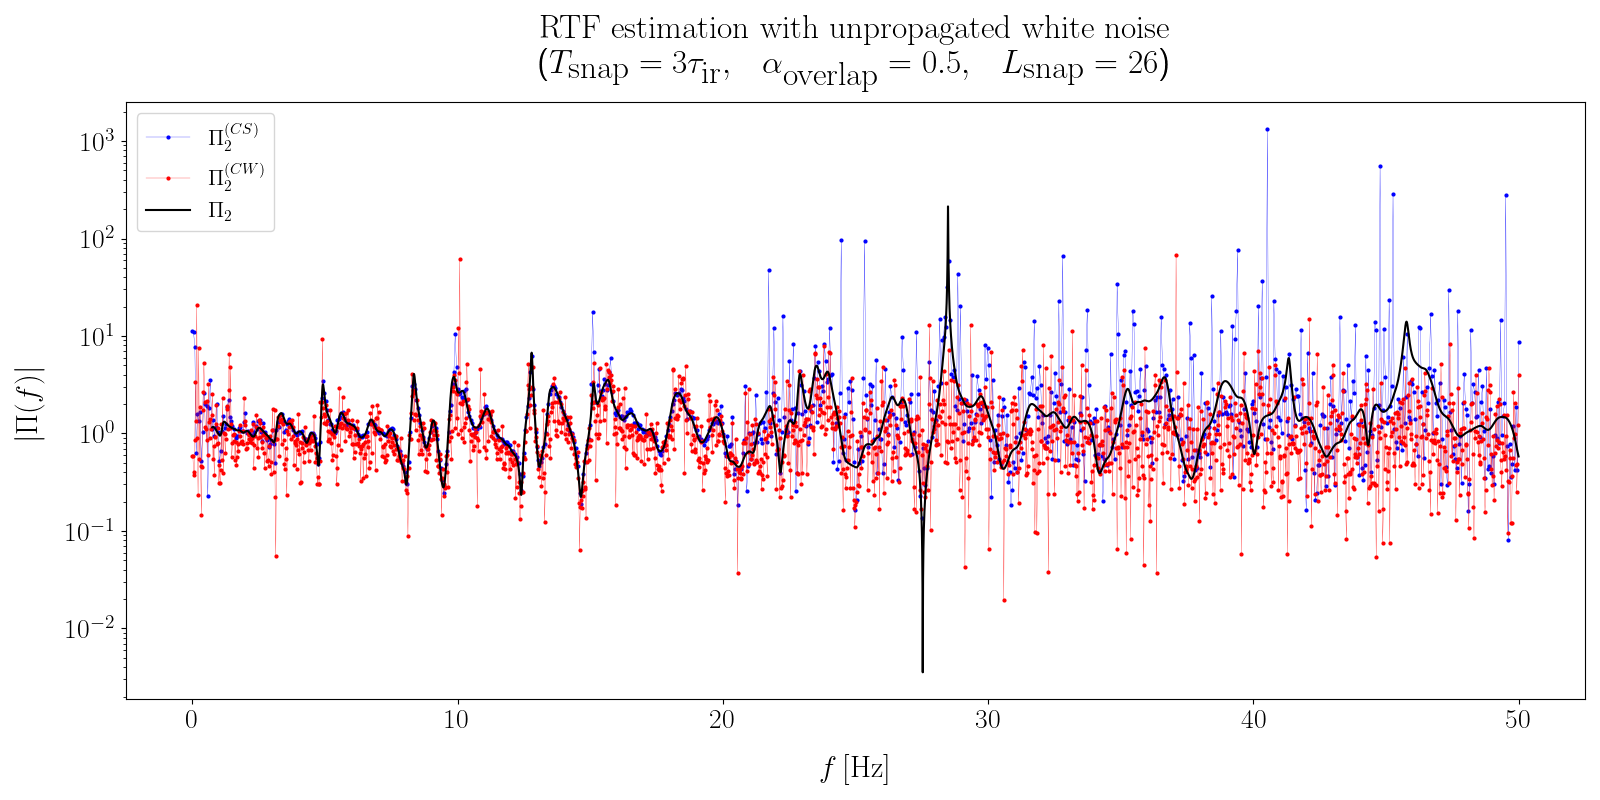 RTF estimation with unpropagated white noise
(T_snap = 3τ_ir, α_overlap = 0.5, L_snap = 26)
Π_2^(CS)
Π_2^(CW)
Π_2
|Π(f)|
10^3
10^2
10^1
10^0
10^−1
10^−2
0 10 20 30 40 50
f [Hz]